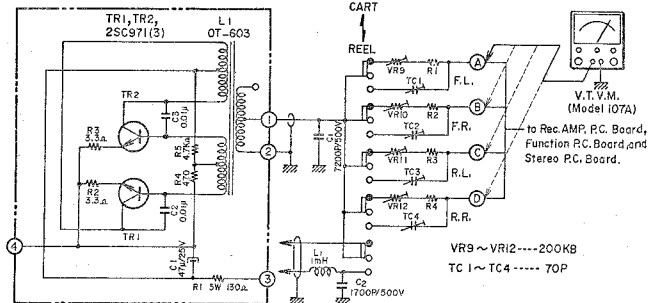 TR1, TR2,
2SC971(3)
L1
OT-603
TR2
C3
0.01μ
R3
3.3Ω
R5
4.7KΩ
R4
470
R2
3.3Ω
C2
0.01μ
TR1
4
C1
47μ/25V
R1 5W 130Ω
1
2
3
CART
REEL
C1
7200P/500V
L1
1mH
C2
1700P/500V
VR9
R1
TC1
F.L.
A
VR10
R2
TC2
F.R.
B
VR11
R3
TC3
R.L.
C
VR12
R4
TC4
R.R.
D
V.T.V.M.
(Model 107A)
to Rec.AMP. P.C. Board,
Function P.C. Board, and
Stereo P.C. Board.
VR9~VR12----200KB
TC1~TC4----- 70P